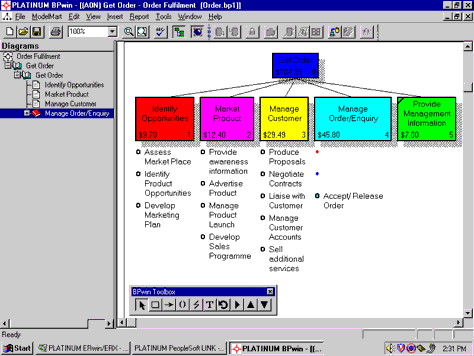 PLATINUM BPwin - [(A0N) Get Order - Order Fulfilment (Order.bp1)]
File ModelMart Edit View Insert Report Tools Window Help
100%
Diagrams
Order Fulfilment
Get Order
Get Order
Identify Opportunities
Market Product
Manage Customer
Manage Order/Enquiry
Get Order
Identify
Opportunities
$9.70 1
Market
Product
$12.40 2
Manage
Customer
$29.49 3
Manage
Order/Enquiry
$45.80 4
Provide
Management
Information
$7.00 5
Assess
Market Place
Identify
Product
Opportunities
Develop
Marketing
Plan
Provide
awareness
information
Advertise
Product
Manage
Product
Launch
Develop
Sales
Programme
Produce
Proposals
Negotiate
Contracts
Liaise with
Customer
Manage
Customer
Accounts
Sell
additional
services
Accept/ Release
Order
BPwin Toolbox
T
Ready
Start
PLATINUM ERwin/ERX - ...
PLATINUM PeopleSoft LINK - ...
PLATINUM BPwin - [(...
2:31 PM